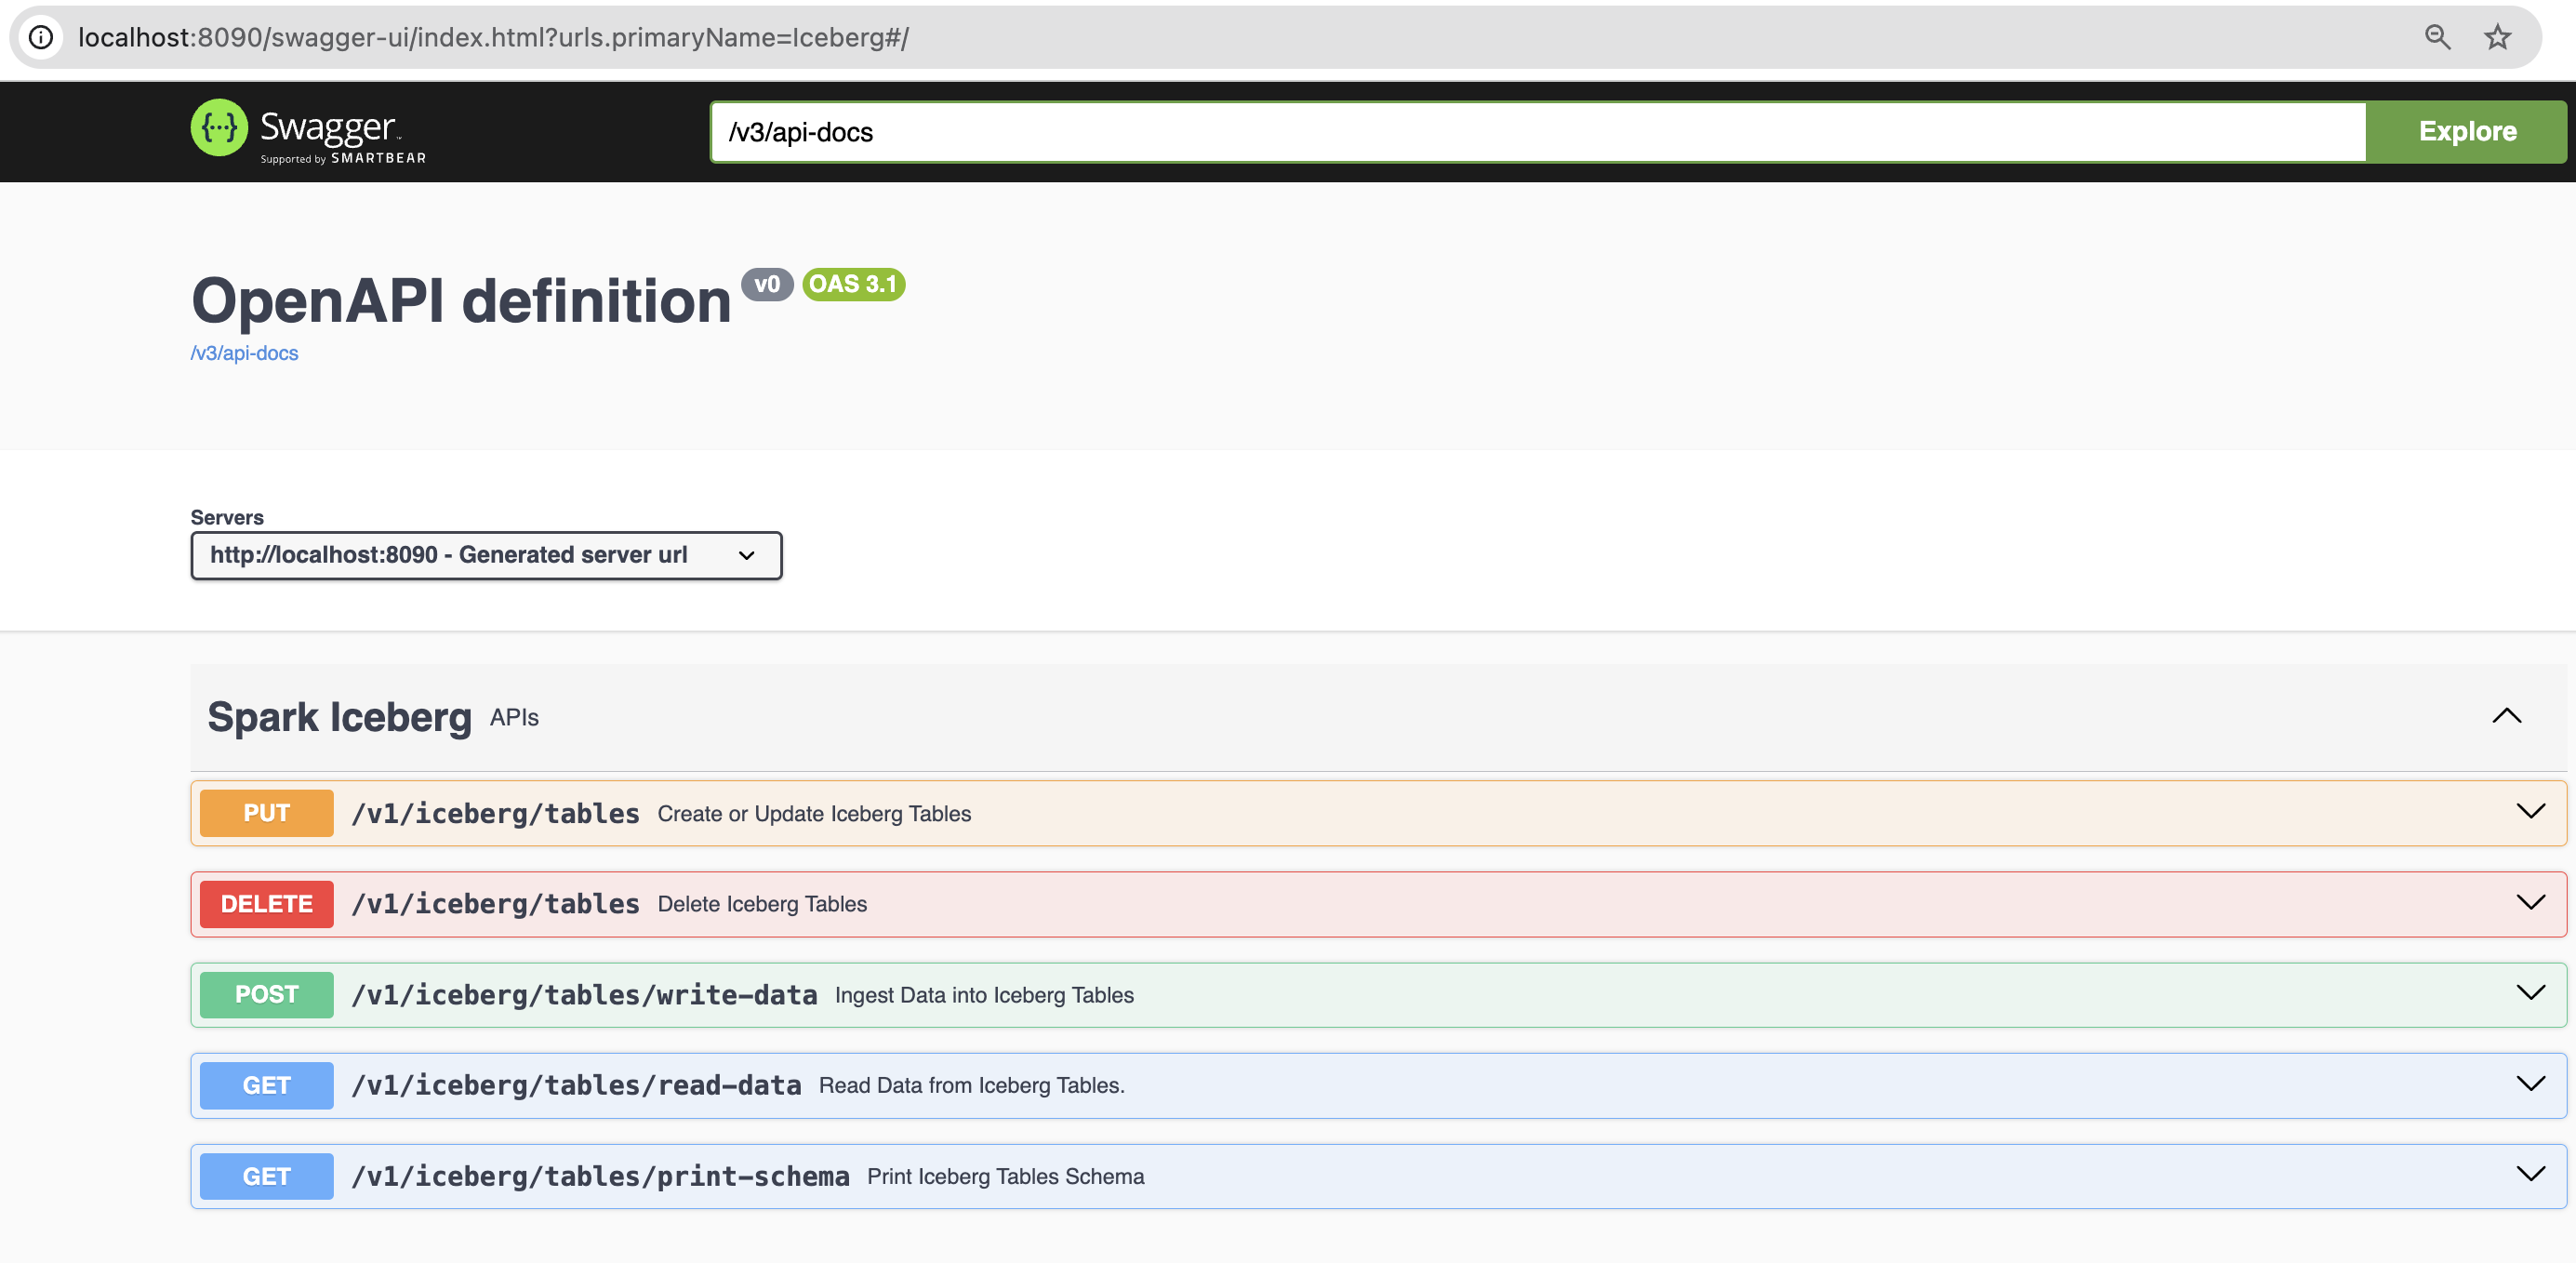 localhost:8090/swagger-ui/index.html?urls.primaryName=Iceberg#/
{···} Swagger
Supported by SMARTBEAR
/v3/api-docs
Explore
OpenAPI definition v0 OAS 3.1
/v3/api-docs
Servers
http://localhost:8090 - Generated server url
Spark Iceberg APIs
PUT /v1/iceberg/tables Create or Update Iceberg Tables
DELETE /v1/iceberg/tables Delete Iceberg Tables
POST /v1/iceberg/tables/write-data Ingest Data into Iceberg Tables
GET /v1/iceberg/tables/read-data Read Data from Iceberg Tables.
GET /v1/iceberg/tables/print-schema Print Iceberg Tables Schema